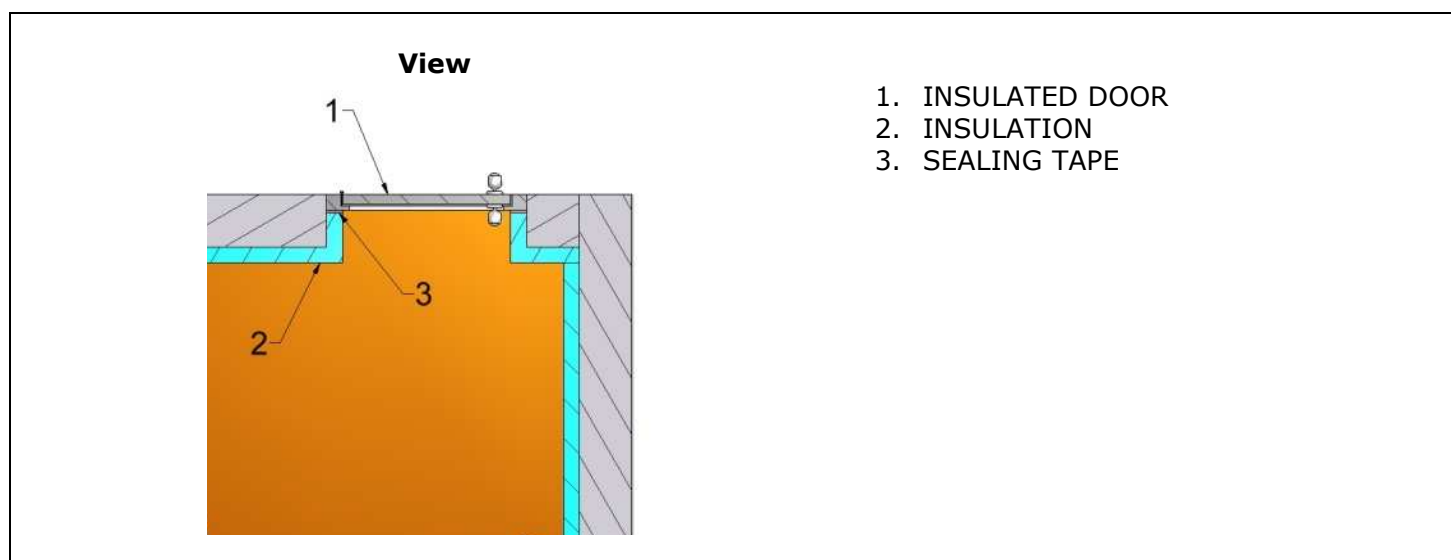 View
1
3
2
1. INSULATED DOOR
2. INSULATION
3. SEALING TAPE